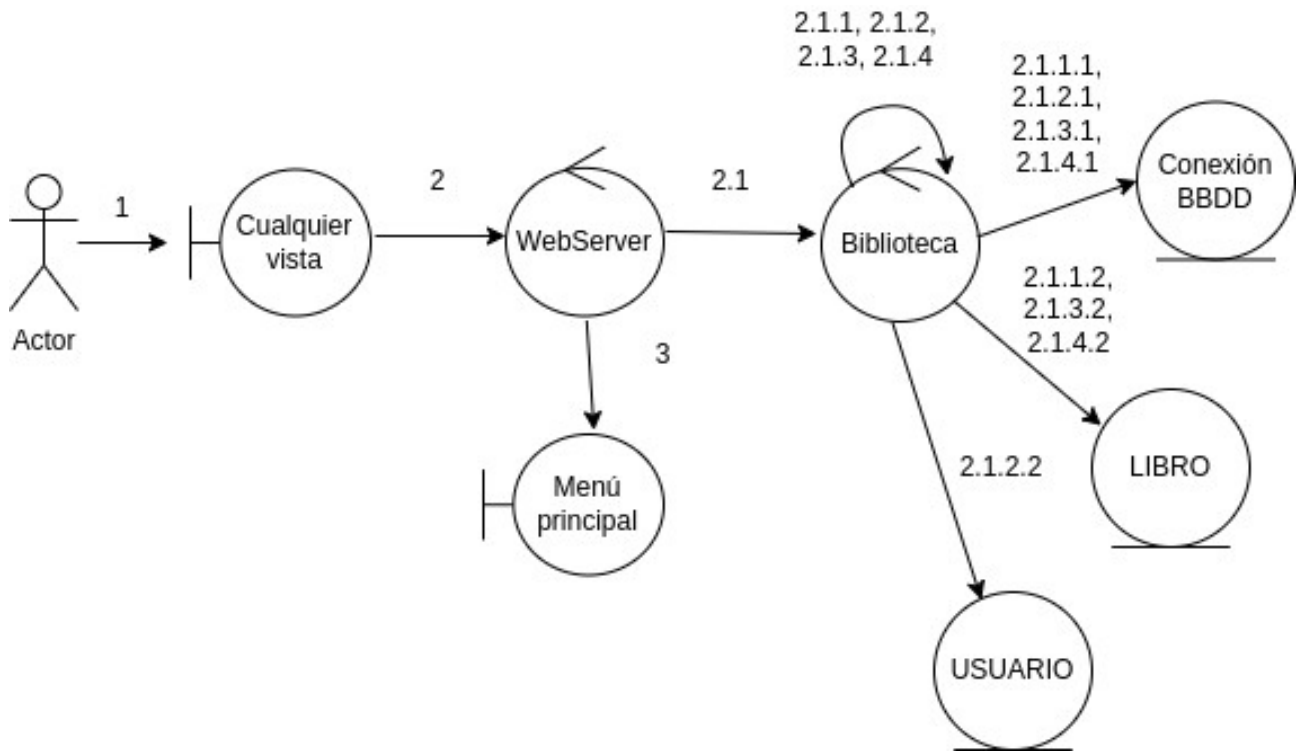 2.1.1, 2.1.2,
2.1.3, 2.1.4
2.1.1.1,
2.1.2.1,
2.1.3.1,
2.1.4.1
Conexión
BBDD
1
2
2.1
Cualquier
vista
WebServer
Biblioteca
Actor
2.1.1.2,
2.1.3.2,
2.1.4.2
3
2.1.2.2
LIBRO
Menú
principal
USUARIO